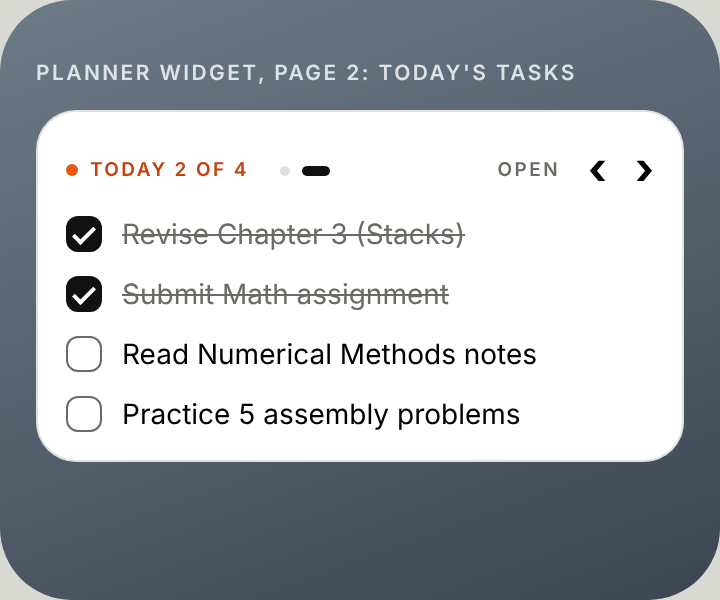 PLANNER WIDGET, PAGE 2: TODAY'S TASKS
TODAY 2 OF 4 OPEN
Revise Chapter 3 (Stacks)
Submit Math assignment
Read Numerical Methods notes
Practice 5 assembly problems